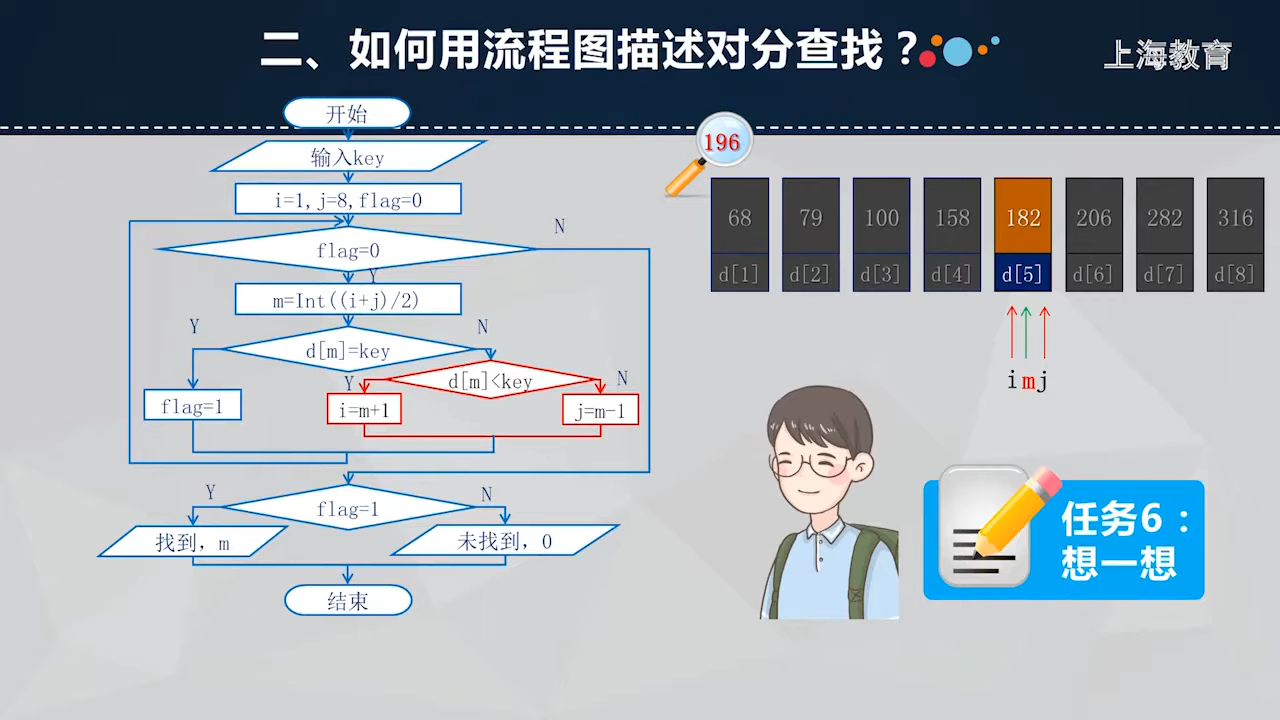 二、如何用流程图描述对分查找？
上海教育
开始
输入key
i=1,j=8,flag=0
flag=0
N
Y
m=Int((i+j)/2)
Y
N
d[m]=key
d[m]<key
Y
N
flag=1
i=m+1
j=m-1
Y
N
flag=1
找到，m
未找到，0
结束
196
68 79 100 158 182 206 282 316
d[1] d[2] d[3] d[4] d[5] d[6] d[7] d[8]
i m j
任务6：
想一想